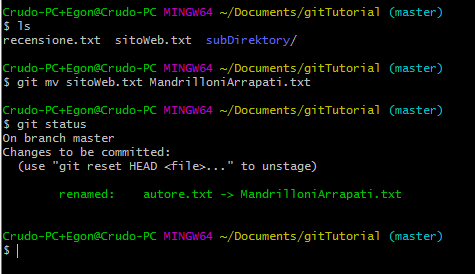 Crudo-PC+Egon@Crudo-PC MINGW64 ~/Documents/gitTutorial (master)
$ ls
recensione.txt  sitoWeb.txt  subDirektory/
Crudo-PC+Egon@Crudo-PC MINGW64 ~/Documents/gitTutorial (master)
$ git mv sitoWeb.txt MandrilloniArrapati.txt
Crudo-PC+Egon@Crudo-PC MINGW64 ~/Documents/gitTutorial (master)
$ git status
On branch master
Changes to be committed:
  (use "git reset HEAD <file>..." to unstage)
        renamed:    autore.txt -> MandrilloniArrapati.txt
Crudo-PC+Egon@Crudo-PC MINGW64 ~/Documents/gitTutorial (master)
$